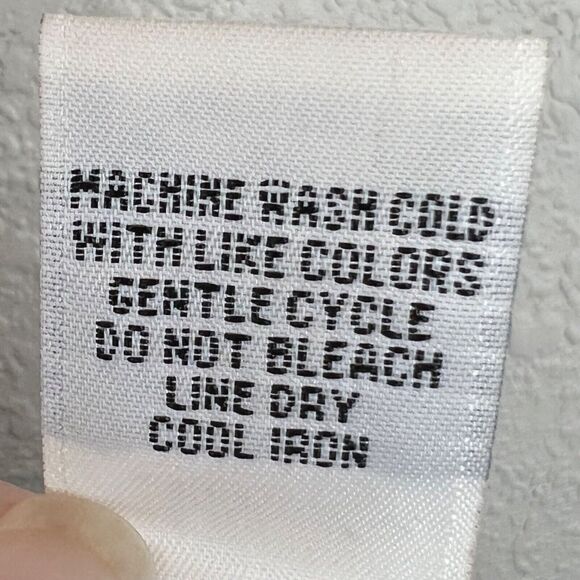 MACHINE WASH COLD
WITH LIKE COLORS
GENTLE CYCLE
DO NOT BLEACH
LINE DRY
COOL IRON